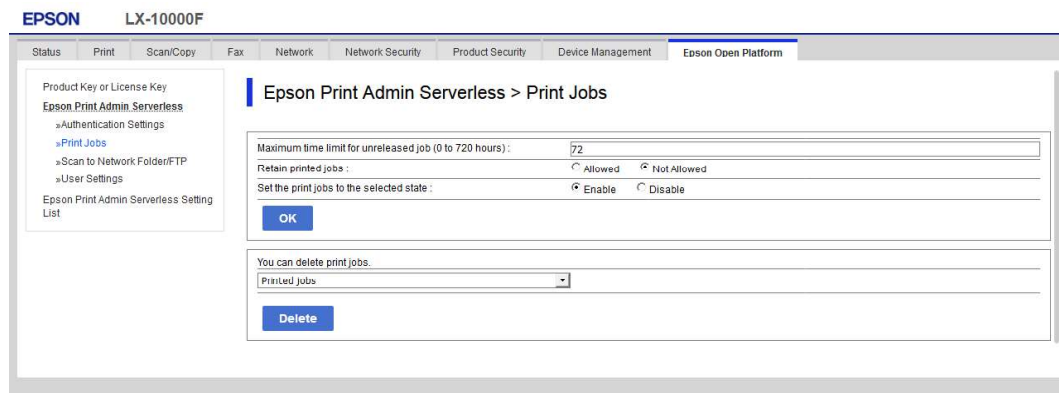 EPSON LX-10000F
Status Print Scan/Copy Fax Network Network Security Product Security Device Management Epson Open Platform
Product Key or License Key
Epson Print Admin Serverless
»Authentication Settings
»Print Jobs
»Scan to Network Folder/FTP
»User Settings
Epson Print Admin Serverless Setting
List
Epson Print Admin Serverless > Print Jobs
Maximum time limit for unreleased job (0 to 720 hours) : 72
Retain printed jobs : Allowed Not Allowed
Set the print jobs to the selected state : Enable Disable
OK
You can delete print jobs.
Printed jobs
Delete